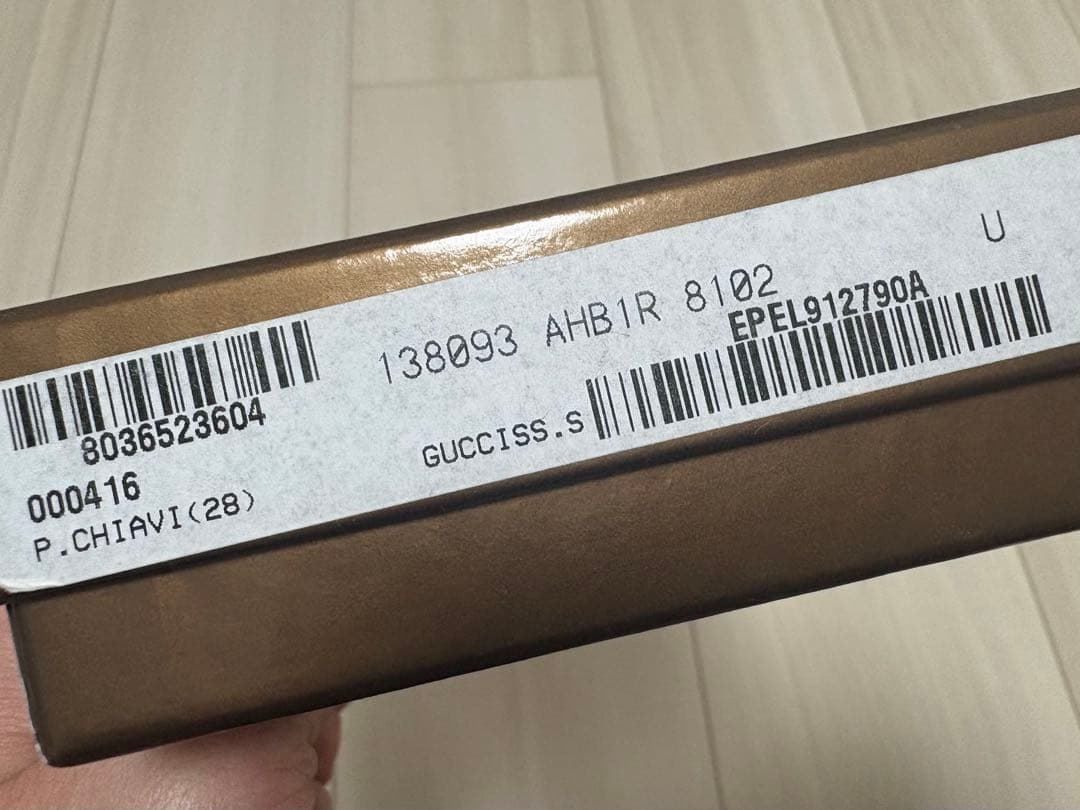 U
138093 AHB1R 8102
EPEL912790A
8036523604
GUCCISS.S
000416
P.CHIAVI(28)